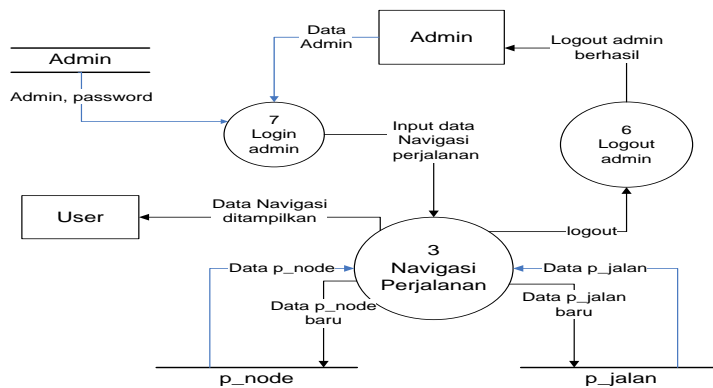 Data
Admin
Admin
Logout admin
berhasil
Admin
Admin, password
7
Login
admin
Input data
Navigasi
perjalanan
6
Logout
admin
User
Data Navigasi
ditampilkan
logout
3
Navigasi
Perjalanan
Data p_node
Data p_jalan
Data p_node
baru
Data p_jalan
baru
p_node
p_jalan